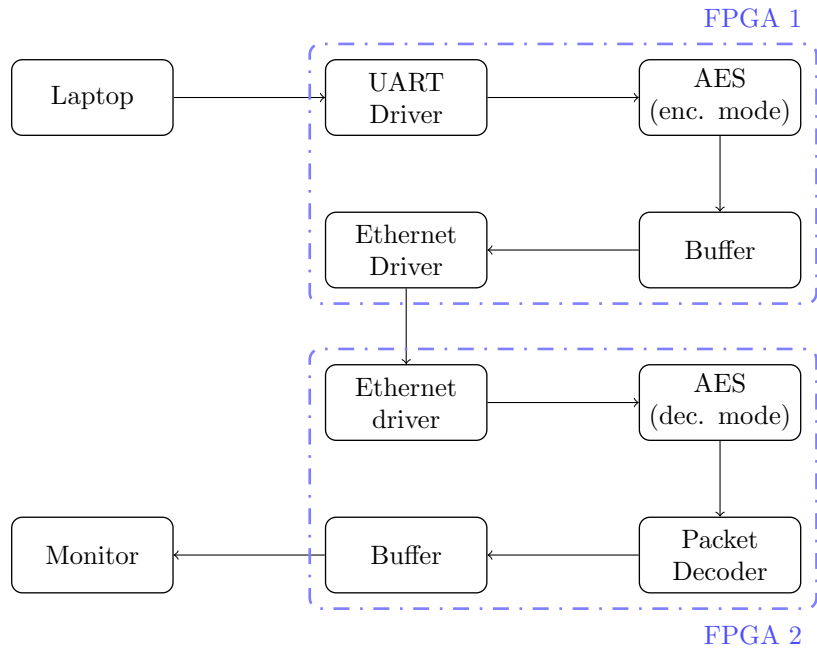 FPGA 1
Laptop
UART
Driver
AES
(enc. mode)
Ethernet
Driver
Buffer
Ethernet
driver
AES
(dec. mode)
Monitor
Buffer
Packet
Decoder
FPGA 2